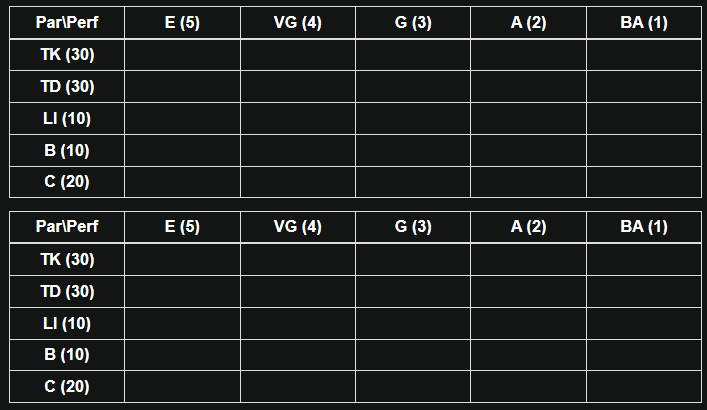 Par\Perf E (5) VG (4) G (3) A (2) BA (1)
TK (30)
TD (30)
LI (10)
B (10)
C (20)
Par\Perf E (5) VG (4) G (3) A (2) BA (1)
TK (30)
TD (30)
LI (10)
B (10)
C (20)